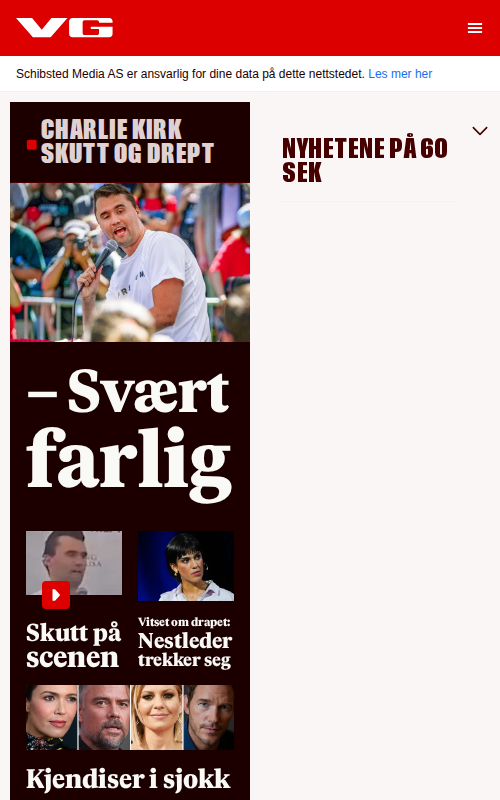 VG
Schibsted Media AS er ansvarlig for dine data på dette nettstedet. Les mer her
CHARLIE KIRK
SKUTT OG DREPT
– Svært
farlig
Skutt på
scenen
Vitset om drapet:
Nestleder
trekker seg
Kjendiser i sjokk
NYHETENE PÅ 60
SEK